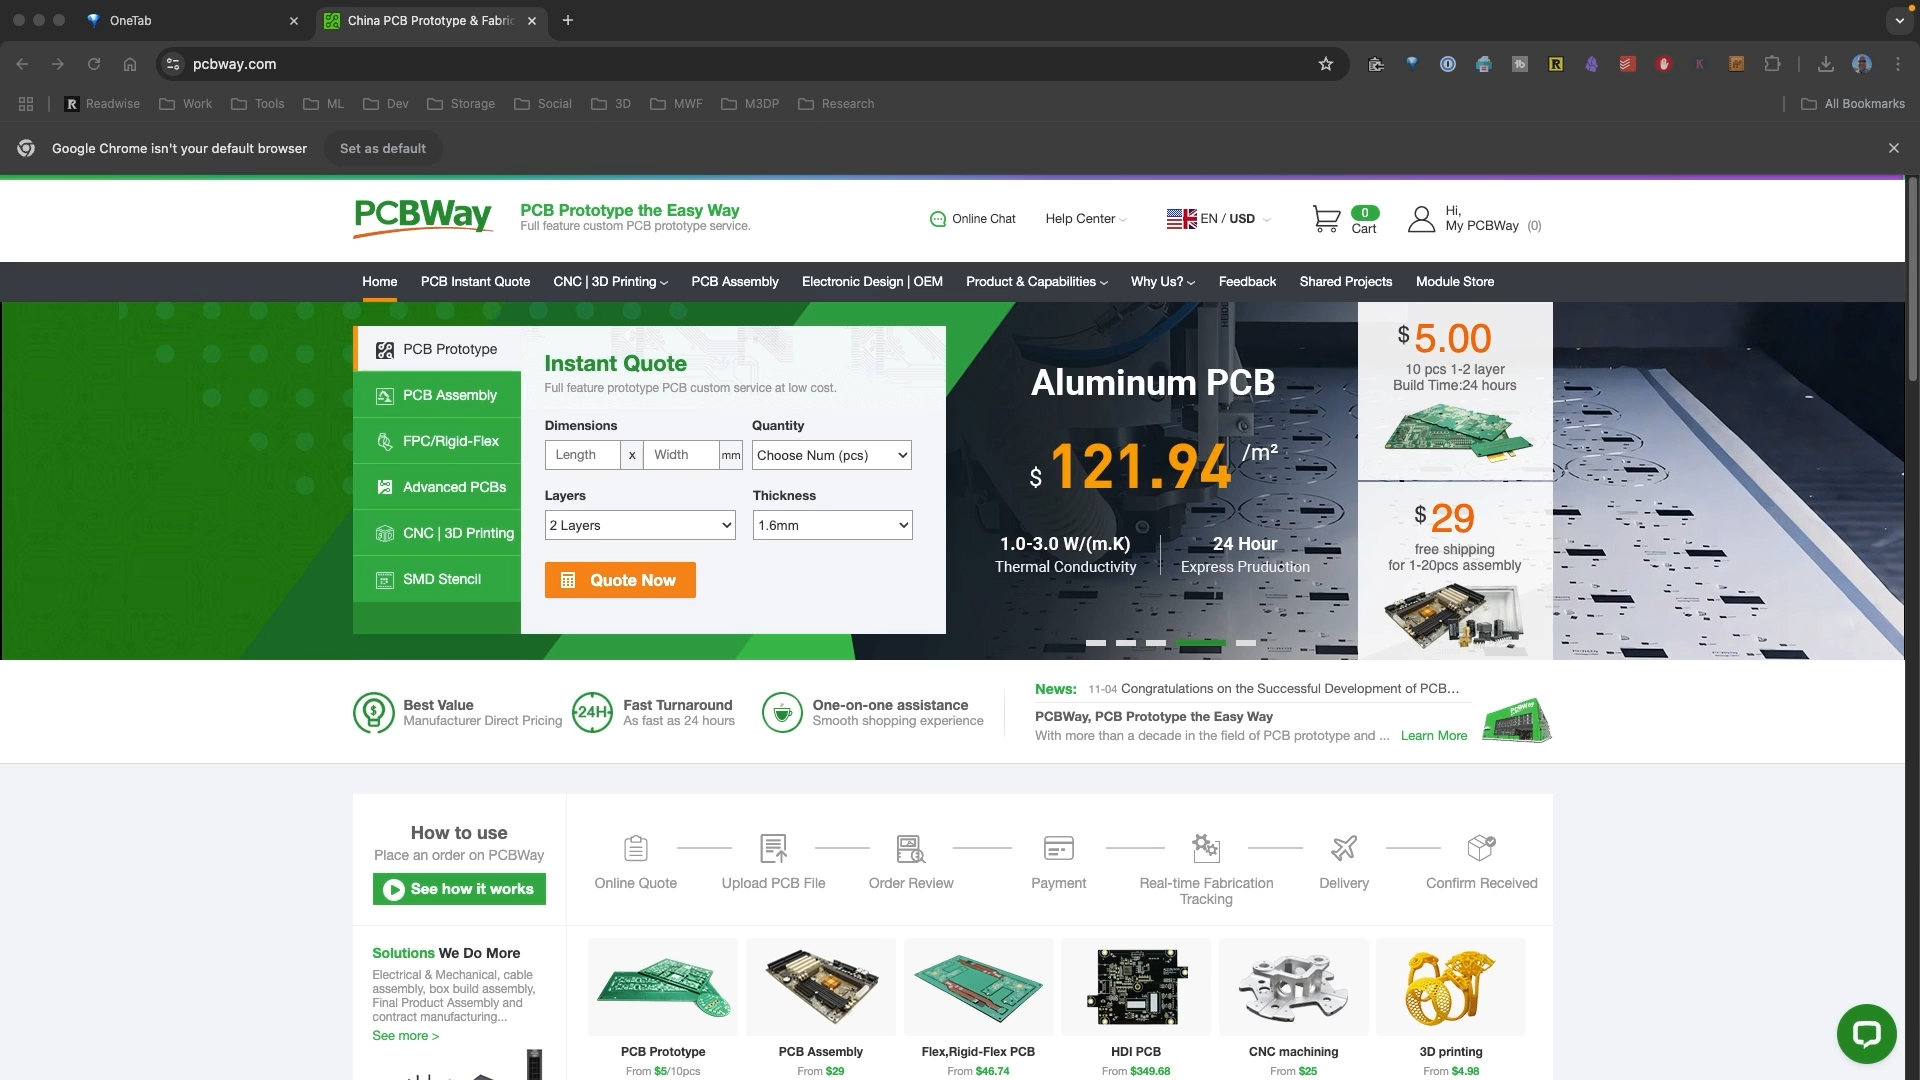 OneTab
China PCB Prototype & Fabric
pcbway.com
Readwise
Work
Tools
ML
Dev
Storage
Social
3D
MWF
M3DP
Research
All Bookmarks
Google Chrome isn't your default browser
Set as default
PCBWay
PCB Prototype the Easy Way
Full feature custom PCB prototype service.
Online Chat
Help Center
EN / USD
0
Cart
Hi,
My PCBWay (0)
Home
PCB Instant Quote
CNC | 3D Printing
PCB Assembly
Electronic Design | OEM
Product & Capabilities
Why Us?
Feedback
Shared Projects
Module Store
PCB Prototype
PCB Assembly
FPC/Rigid-Flex
Advanced PCBs
CNC | 3D Printing
SMD Stencil
Instant Quote
Full feature prototype PCB custom service at low cost.
Dimensions
Quantity
Length x Width mm
Choose Num (pcs)
Layers
Thickness
2 Layers
1.6mm
Quote Now
Aluminum PCB
$ 121.94 /m²
1.0-3.0 W/(m.K)
Thermal Conductivity
24 Hour
Express Pruduction
$ 5.00
10 pcs 1-2 layer
Build Time:24 hours
$ 29
free shipping
for 1-20pcs assembly
Best Value
Manufacturer Direct Pricing
24H
Fast Turnaround
As fast as 24 hours
One-on-one assistance
Smooth shopping experience
News: 11-04 Congratulations on the Successful Development of PCB...
PCBWay, PCB Prototype the Easy Way
With more than a decade in the field of PCB prototype and ... Learn More
PCBWay
How to use
Place an order on PCBWay
See how it works
Online Quote
Upload PCB File
Order Review
Payment
Real-time Fabrication
Tracking
Delivery
Confirm Received
Solutions We Do More
Electrical & Mechanical, cable
assembly, box build assembly,
Final Product Assembly and
contract manufacturing...
See more >
PCB Prototype
From $5/10pcs
PCB Assembly
From $29
Flex,Rigid-Flex PCB
From $46.74
HDI PCB
From $349.68
CNC machining
From $25
3D printing
From $4.98